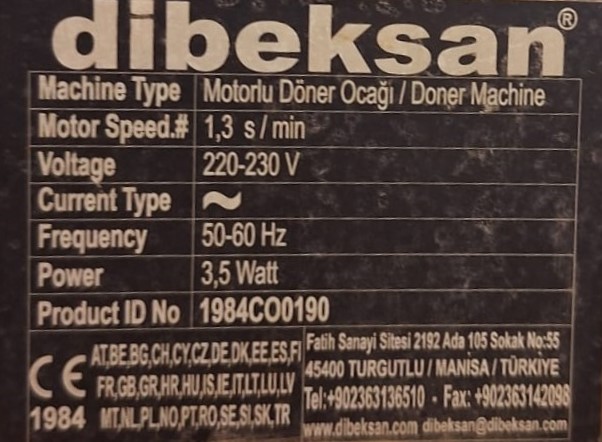 dibeksan®
Machine Type Motorlu Döner Ocağı / Doner Machine
Motor Speed.# 1,3 s / min
Voltage 220-230 V
Current Type ~
Frequency 50-60 Hz
Power 3,5 Watt
Product ID No 1984CO0190
CE 1984
AT,BE,BG,CH,CY,CZ,DE,DK,EE,ES,FI
FR,GB,GR,HR,HU,IS,IE,IT,LT,LU,LV
MT,NL,PL,NO,PT,RO,SE,SI,SK,TR
Fatih Sanayi Sitesi 2192 Ada 105 Sokak No:55
45400 TURGUTLU / MANİSA / TÜRKİYE
Tel:+902363136510 - Fax: +902363142098
www.dibeksan.com dibeksan@dibeksan.com